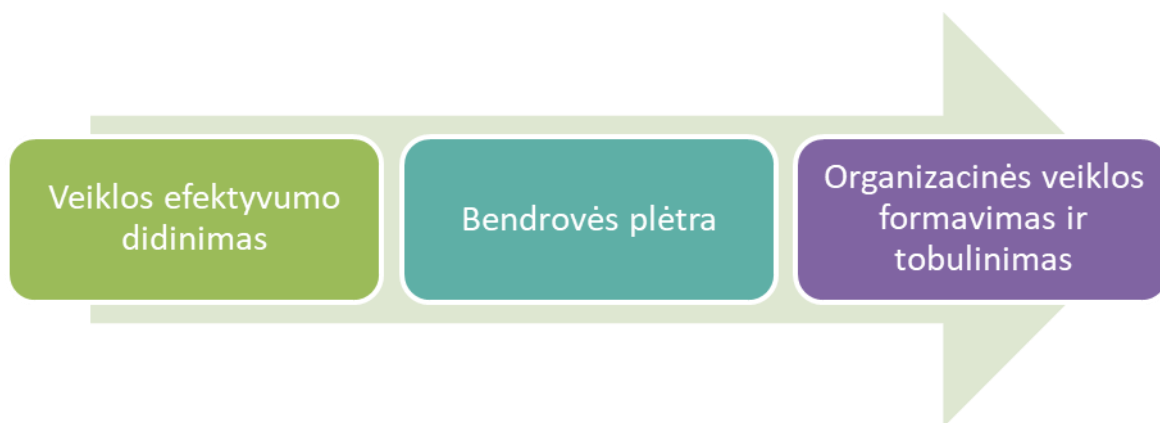 Veiklos efektyvumo
didinimas
Bendrovės plėtra
Organizacinės veiklos
formavimas ir
tobulinimas